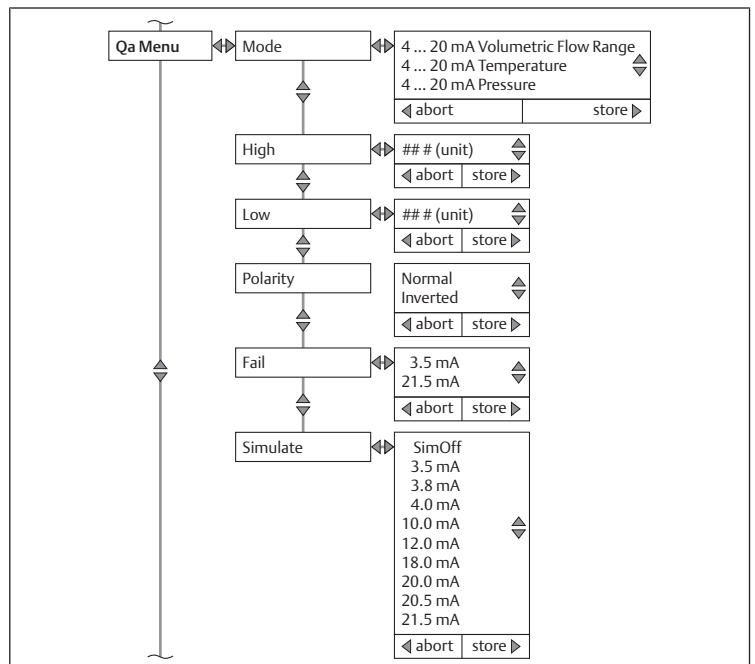 Qa Menu
Mode
4 ... 20 mA Volumetric Flow Range
4 ... 20 mA Temperature
4 ... 20 mA Pressure
abort store
High
## # (unit)
abort store
Low
## # (unit)
abort store
Polarity
Normal
Inverted
abort store
Fail
3.5 mA
21.5 mA
abort store
Simulate
SimOff
3.5 mA
3.8 mA
4.0 mA
10.0 mA
12.0 mA
18.0 mA
20.0 mA
20.5 mA
21.5 mA
abort store